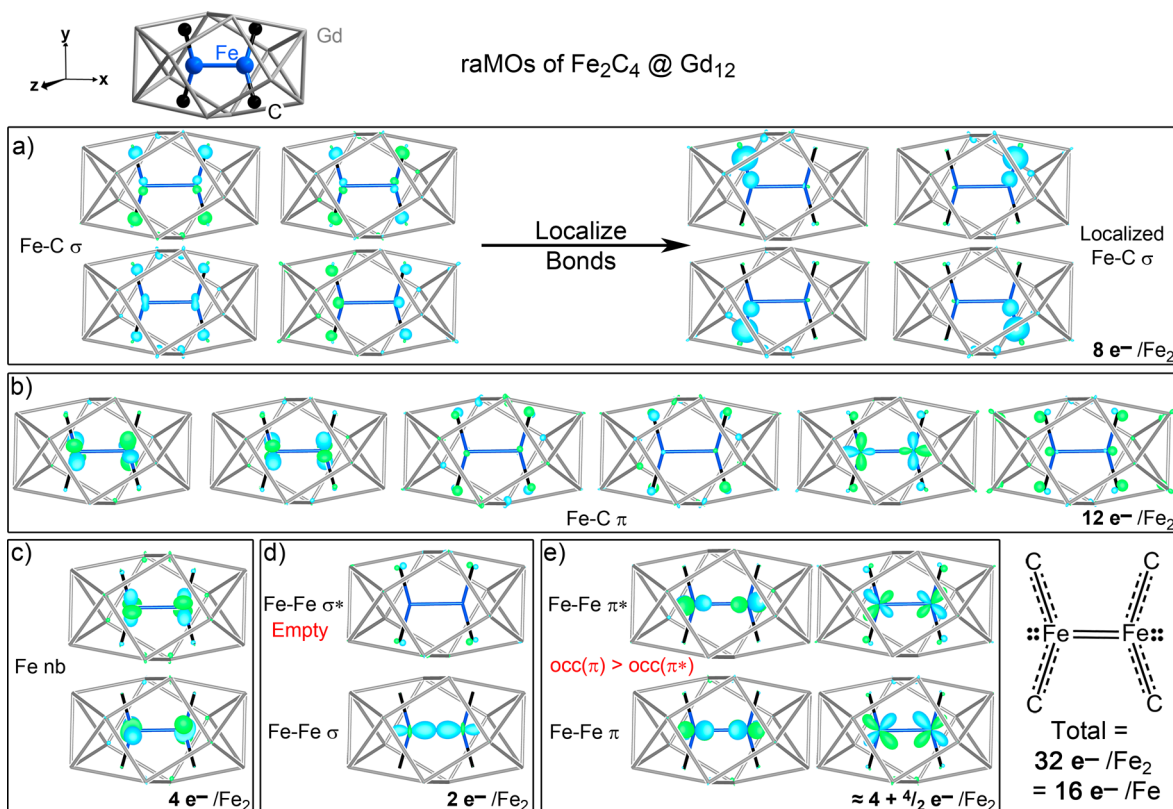 raMOs of Fe₂C₄ @ Gd₁₂
y
z
x
Fe
Gd
C
a)
Fe-C σ
Localize
Bonds
Localized
Fe-C σ
8 e⁻ /Fe₂
b)
Fe-C π
12 e⁻ /Fe₂
c)
Fe nb
4 e⁻ /Fe₂
d)
Fe-Fe σ*
Empty
Fe-Fe σ
2 e⁻ /Fe₂
e)
Fe-Fe π*
occ(π) > occ(π*)
Fe-Fe π
≈ 4 + ⁴/₂ e⁻ /Fe₂
C C
:Fe Fe:
C C
Total =
32 e⁻ /Fe₂
= 16 e⁻ /Fe